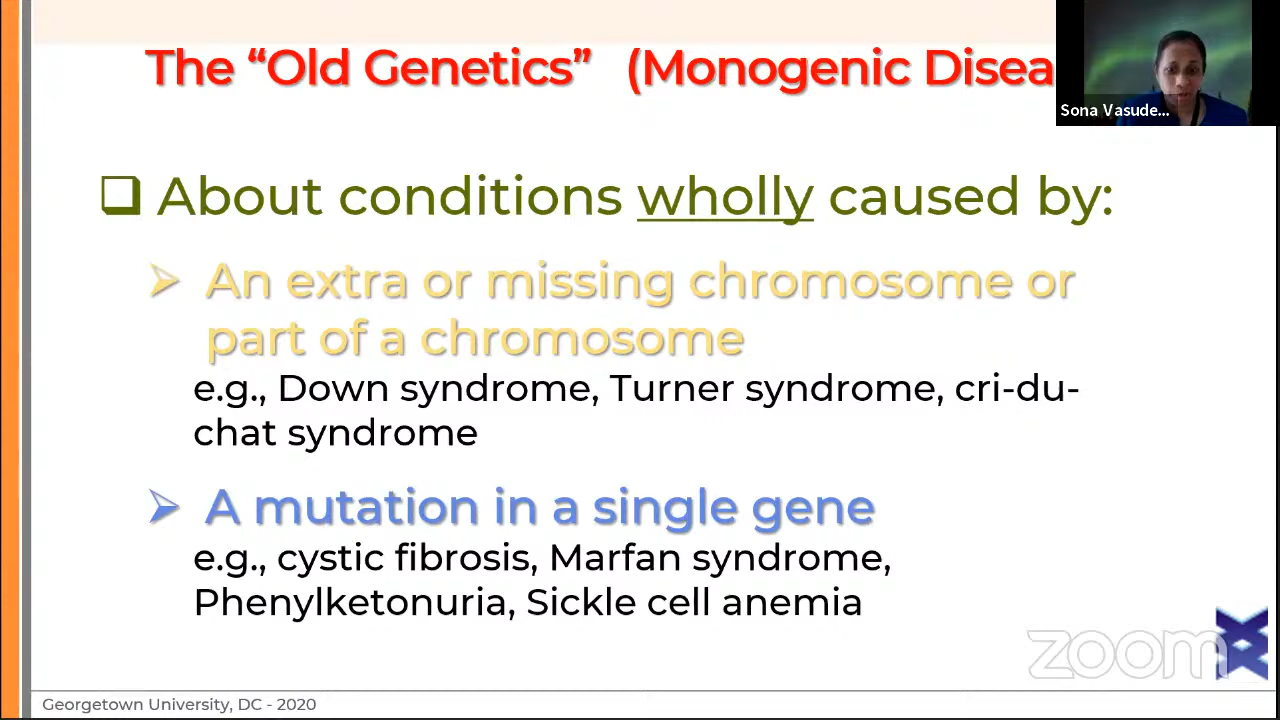 The “Old Genetics” (Monogenic Disea
Sona Vasude...
❑ About conditions wholly caused by:
➢ An extra or missing chromosome or
part of a chromosome
e.g., Down syndrome, Turner syndrome, cri-du-
chat syndrome
➢ A mutation in a single gene
e.g., cystic fibrosis, Marfan syndrome,
Phenylketonuria, Sickle cell anemia
zoom
Georgetown University, DC - 2020